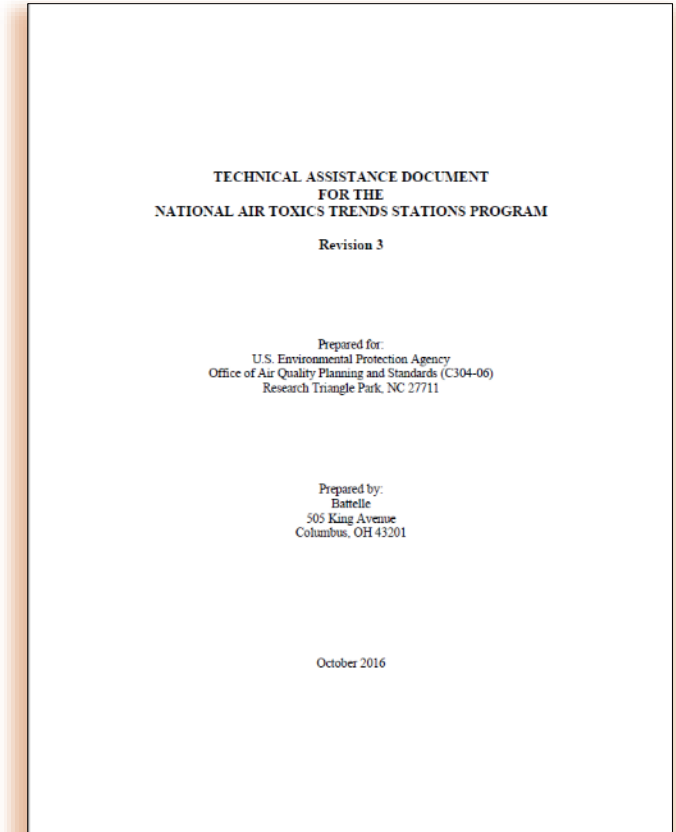 TECHNICAL ASSISTANCE DOCUMENT
FOR THE
NATIONAL AIR TOXICS TRENDS STATIONS PROGRAM
Revision 3
Prepared for:
U.S. Environmental Protection Agency
Office of Air Quality Planning and Standards (C304-06)
Research Triangle Park, NC 27711
Prepared by:
Battelle
505 King Avenue
Columbus, OH 43201
October 2016